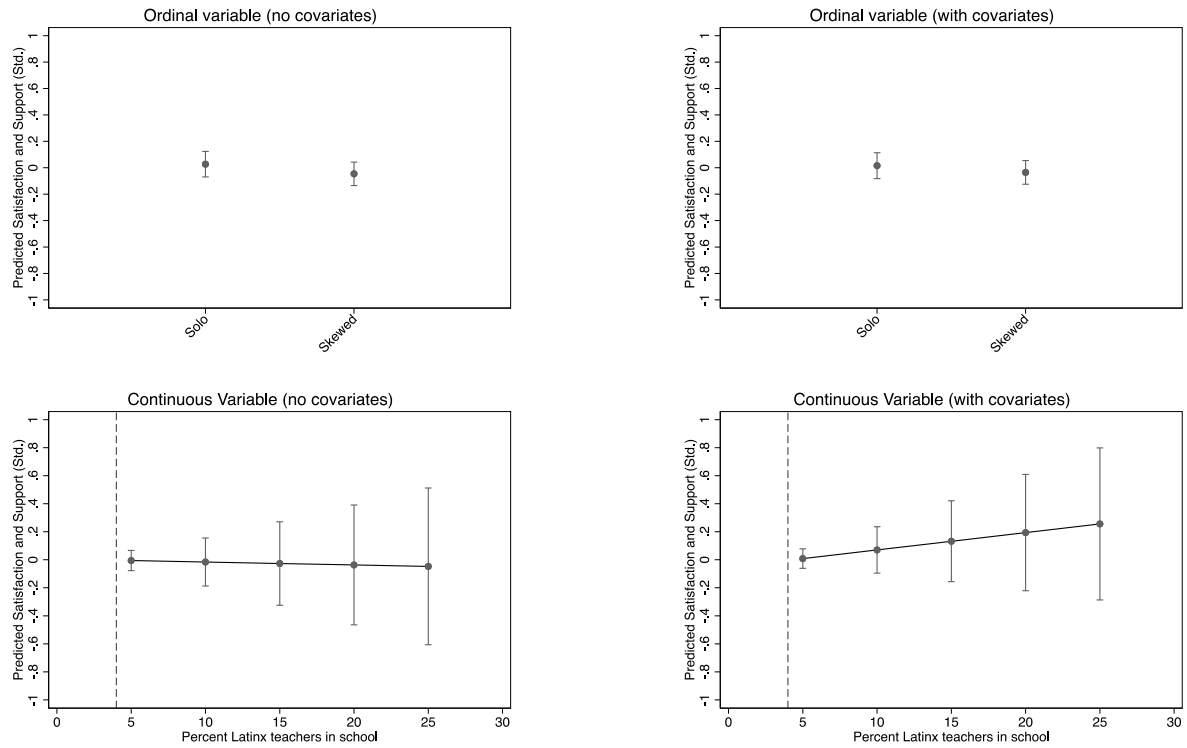 Ordinal variable (no covariates)
Predicted Satisfaction and Support (Std.)
1
.8
.6
.4
.2
0
-.2
-.4
-.6
-.8
-1
Solo
Skewed
Ordinal variable (with covariates)
Predicted Satisfaction and Support (Std.)
1
.8
.6
.4
.2
0
-.2
-.4
-.6
-.8
-1
Solo
Skewed
Continuous Variable (no covariates)
Predicted Satisfaction and Support (Std.)
1
.8
.6
.4
.2
0
-.2
-.4
-.6
-.8
-1
0 5 10 15 20 25 30
Percent Latinx teachers in school
Continuous Variable (with covariates)
Predicted Satisfaction and Support (Std.)
1
.8
.6
.4
.2
0
-.2
-.4
-.6
-.8
-1
0 5 10 15 20 25 30
Percent Latinx teachers in school